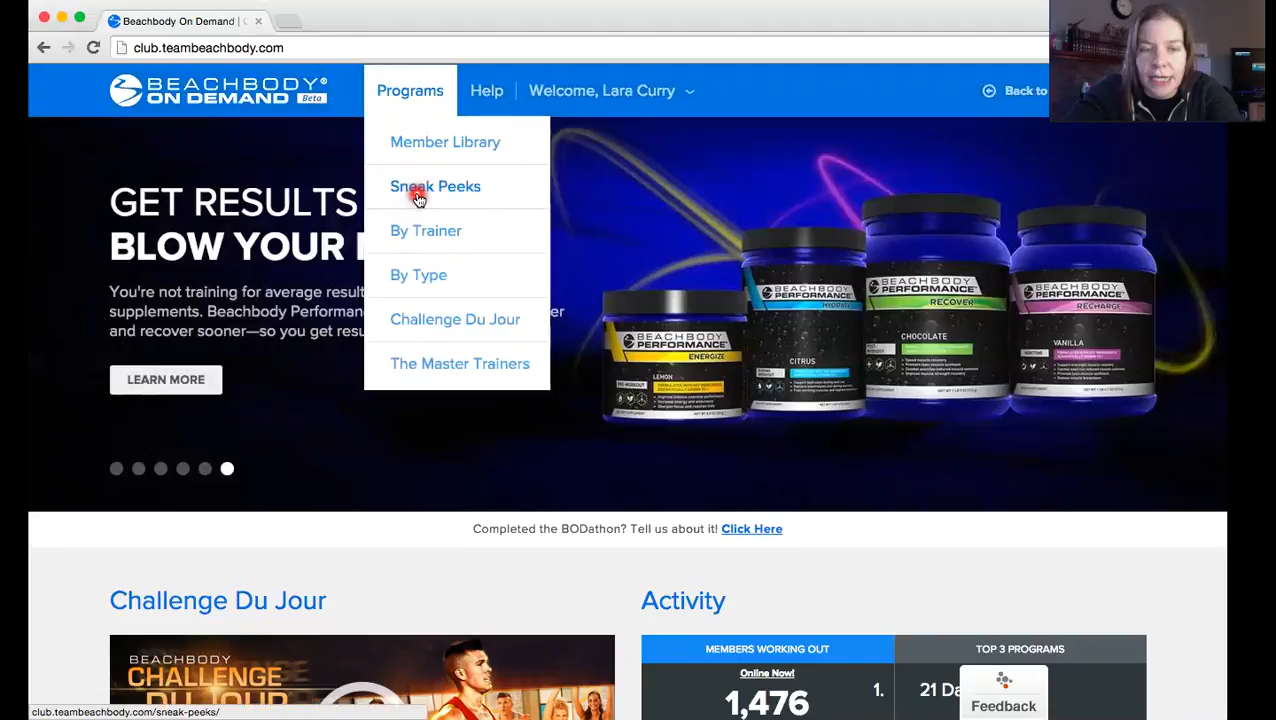 Beachbody On Demand |
club.teambeachbody.com
BEACHBODY®
ON DEMAND Beta
Programs
Help
Welcome, Lara Curry
Back to
Member Library
Sneak Peeks
By Trainer
By Type
Challenge Du Jour
The Master Trainers
GET RESULTS
BLOW YOUR
You're not training for average result
supplements. Beachbody Performan
and recover sooner—so you get resu
LEARN MORE
BEACHBODY
PERFORMANCE
ENERGIZE
LEMON
BEACHBODY
PERFORMANCE
HYDRATE
CITRUS
BEACHBODY
PERFORMANCE
RECOVER
CHOCOLATE
BEACHBODY
PERFORMANCE
RECHARGE
VANILLA
Completed the BODathon? Tell us about it! Click Here
Challenge Du Jour
Activity
BEACHBODY
CHALLENGE
DU JOUR
MEMBERS WORKING OUT
Online Now!
1,476
TOP 3 PROGRAMS
1.
21 Da
Feedback
club.teambeachbody.com/sneak-peeks/